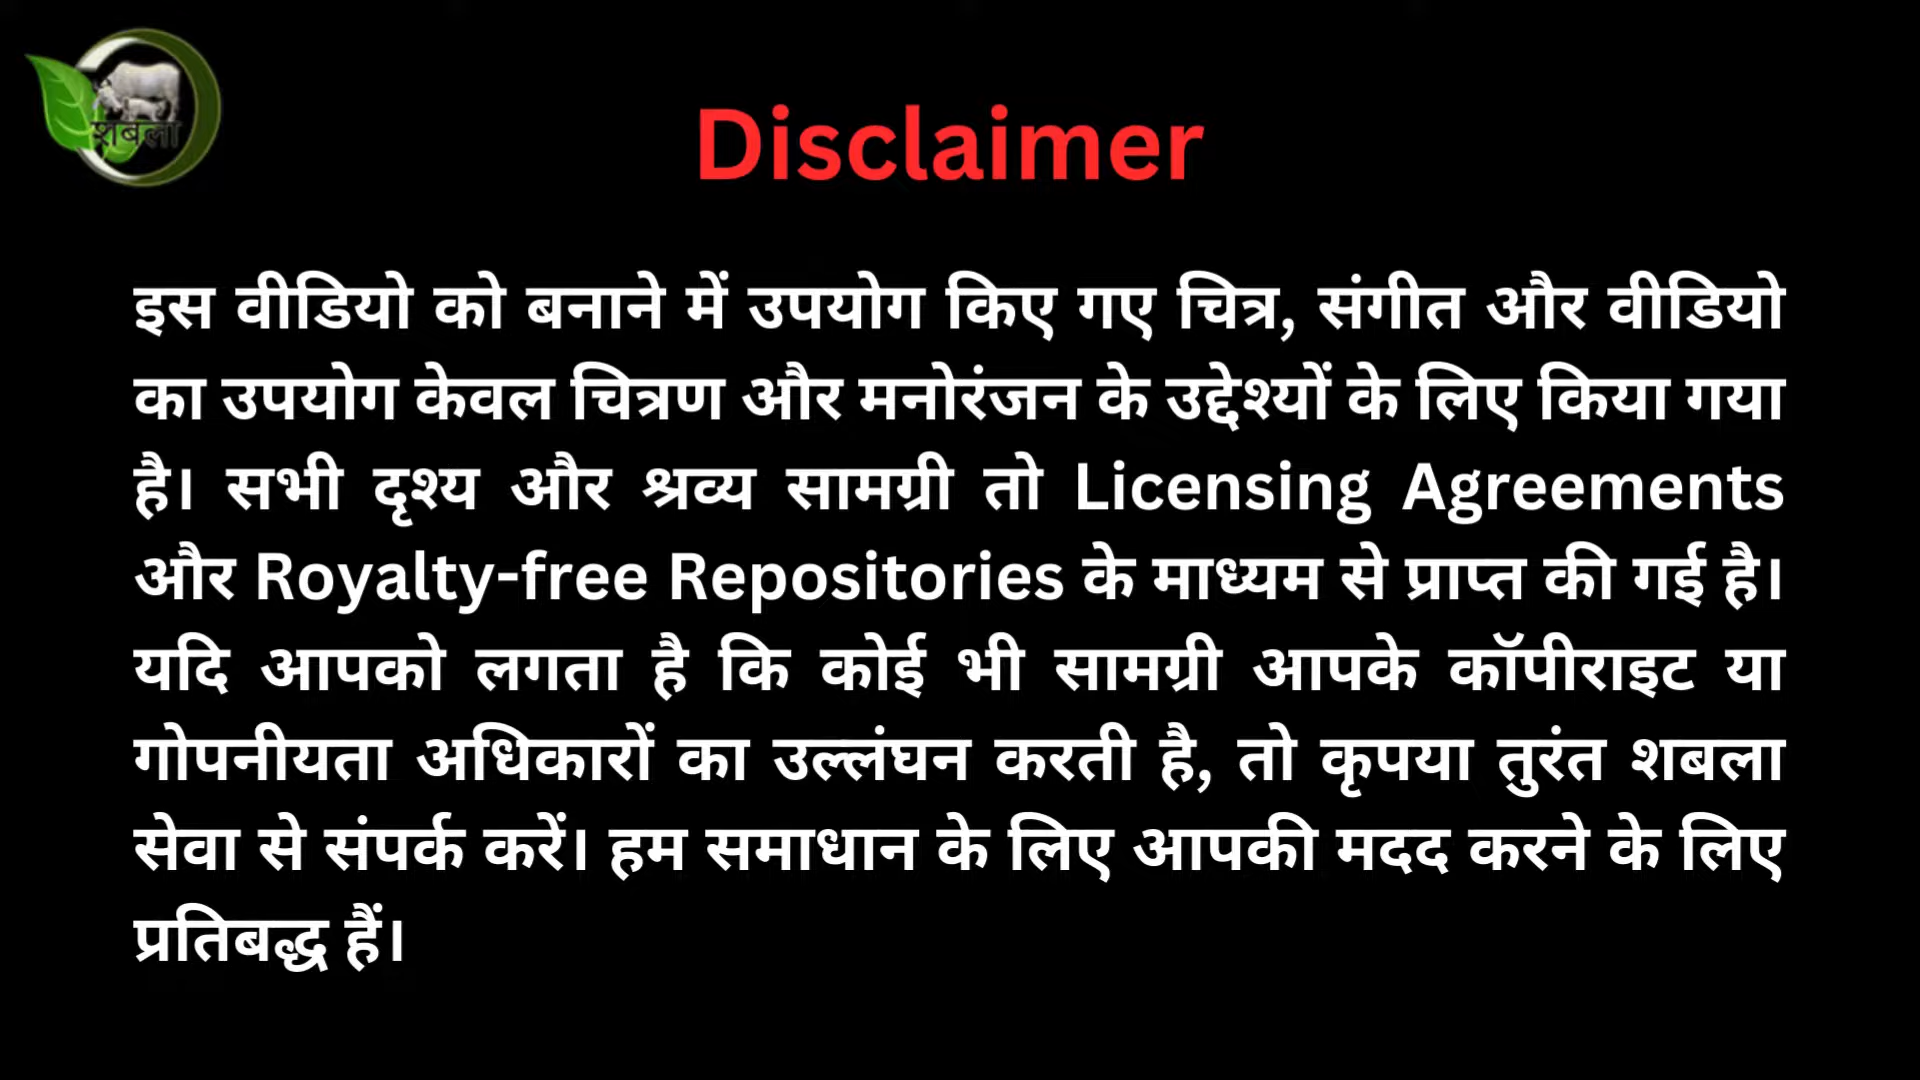 शबला
Disclaimer
इस वीडियो को बनाने में उपयोग किए गए चित्र, संगीत और वीडियो
का उपयोग केवल चित्रण और मनोरंजन के उद्देश्यों के लिए किया गया
है। सभी दृश्य और श्रव्य सामग्री तो Licensing Agreements
और Royalty-free Repositories के माध्यम से प्राप्त की गई है।
यदि आपको लगता है कि कोई भी सामग्री आपके कॉपीराइट या
गोपनीयता अधिकारों का उल्लंघन करती है, तो कृपया तुरंत शबला
सेवा से संपर्क करें। हम समाधान के लिए आपकी मदद करने के लिए
प्रतिबद्ध हैं।